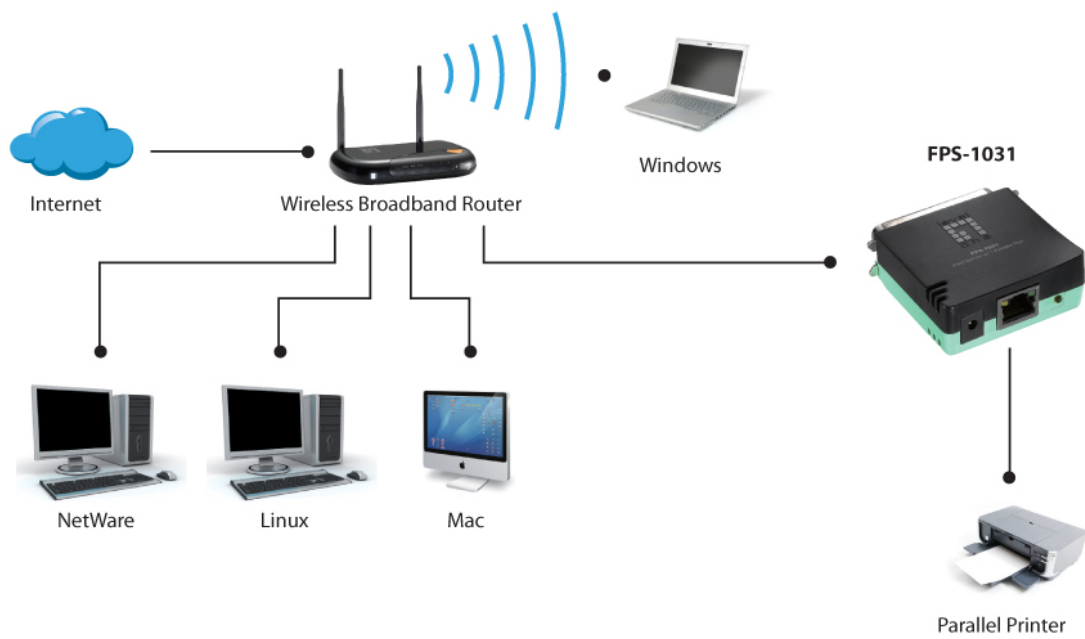 Internet
Wireless Broadband Router
Windows
FPS-1031
NetWare
Linux
Mac
Parallel Printer